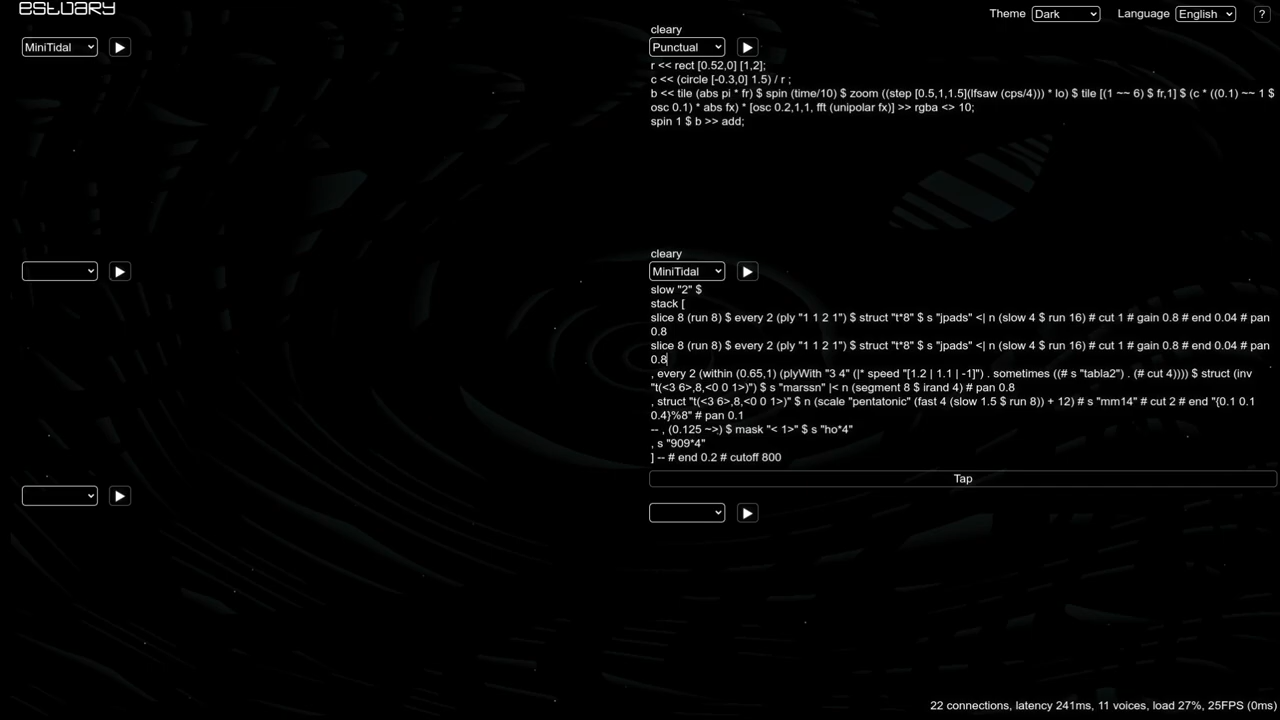 estuary
Theme Dark Language English ?
MiniTidal
cleary
Punctual
r << rect [0.52,0] [1,2];
c << (circle [-0.3,0] 1.5) / r ;
b << tile (abs pi * fr) $ spin (time/10) $ zoom ((step [0.5,1,1.5](lfsaw (cps/4))) * lo) $ tile [(1 ~~ 6) $ fr,1] $ (c * ((0.1) ~~ 1 $
osc 0.1) * abs fx) * [osc 0.2,1,1, fft (unipolar fx)] >> rgba <> 10;
spin 1 $ b >> add;
cleary
MiniTidal
slow "2" $
stack [
slice 8 (run 8) $ every 2 (ply "1 1 2 1") $ struct "t*8" $ s "jpads" <| n (slow 4 $ run 16) # cut 1 # gain 0.8 # end 0.04 # pan
0.8
slice 8 (run 8) $ every 2 (ply "1 1 2 1") $ struct "t*8" $ s "jpads" <| n (slow 4 $ run 16) # cut 1 # gain 0.8 # end 0.04 # pan
0.8
, every 2 (within (0.65,1) (plyWith "3 4" (|* speed "[1.2 | 1.1 | -1]") . sometimes ((# s "tabla2") . (# cut 4)))) $ struct (inv
"t(<3 6>,8,<0 0 1>)") $ s "marssn" |< n (segment 8 $ irand 4) # pan 0.8
, struct "t(<3 6>,8,<0 0 1>)" $ n (scale "pentatonic" (fast 4 (slow 1.5 $ run 8)) + 12) # s "mm14" # cut 2 # end "{0.1 0.1
0.4}%8" # pan 0.1
-- , (0.125 ~>) $ mask "< 1>" $ s "ho*4"
, s "909*4"
] -- # end 0.2 # cutoff 800
Tap
22 connections, latency 241ms, 11 voices, load 27%, 25FPS (0ms)